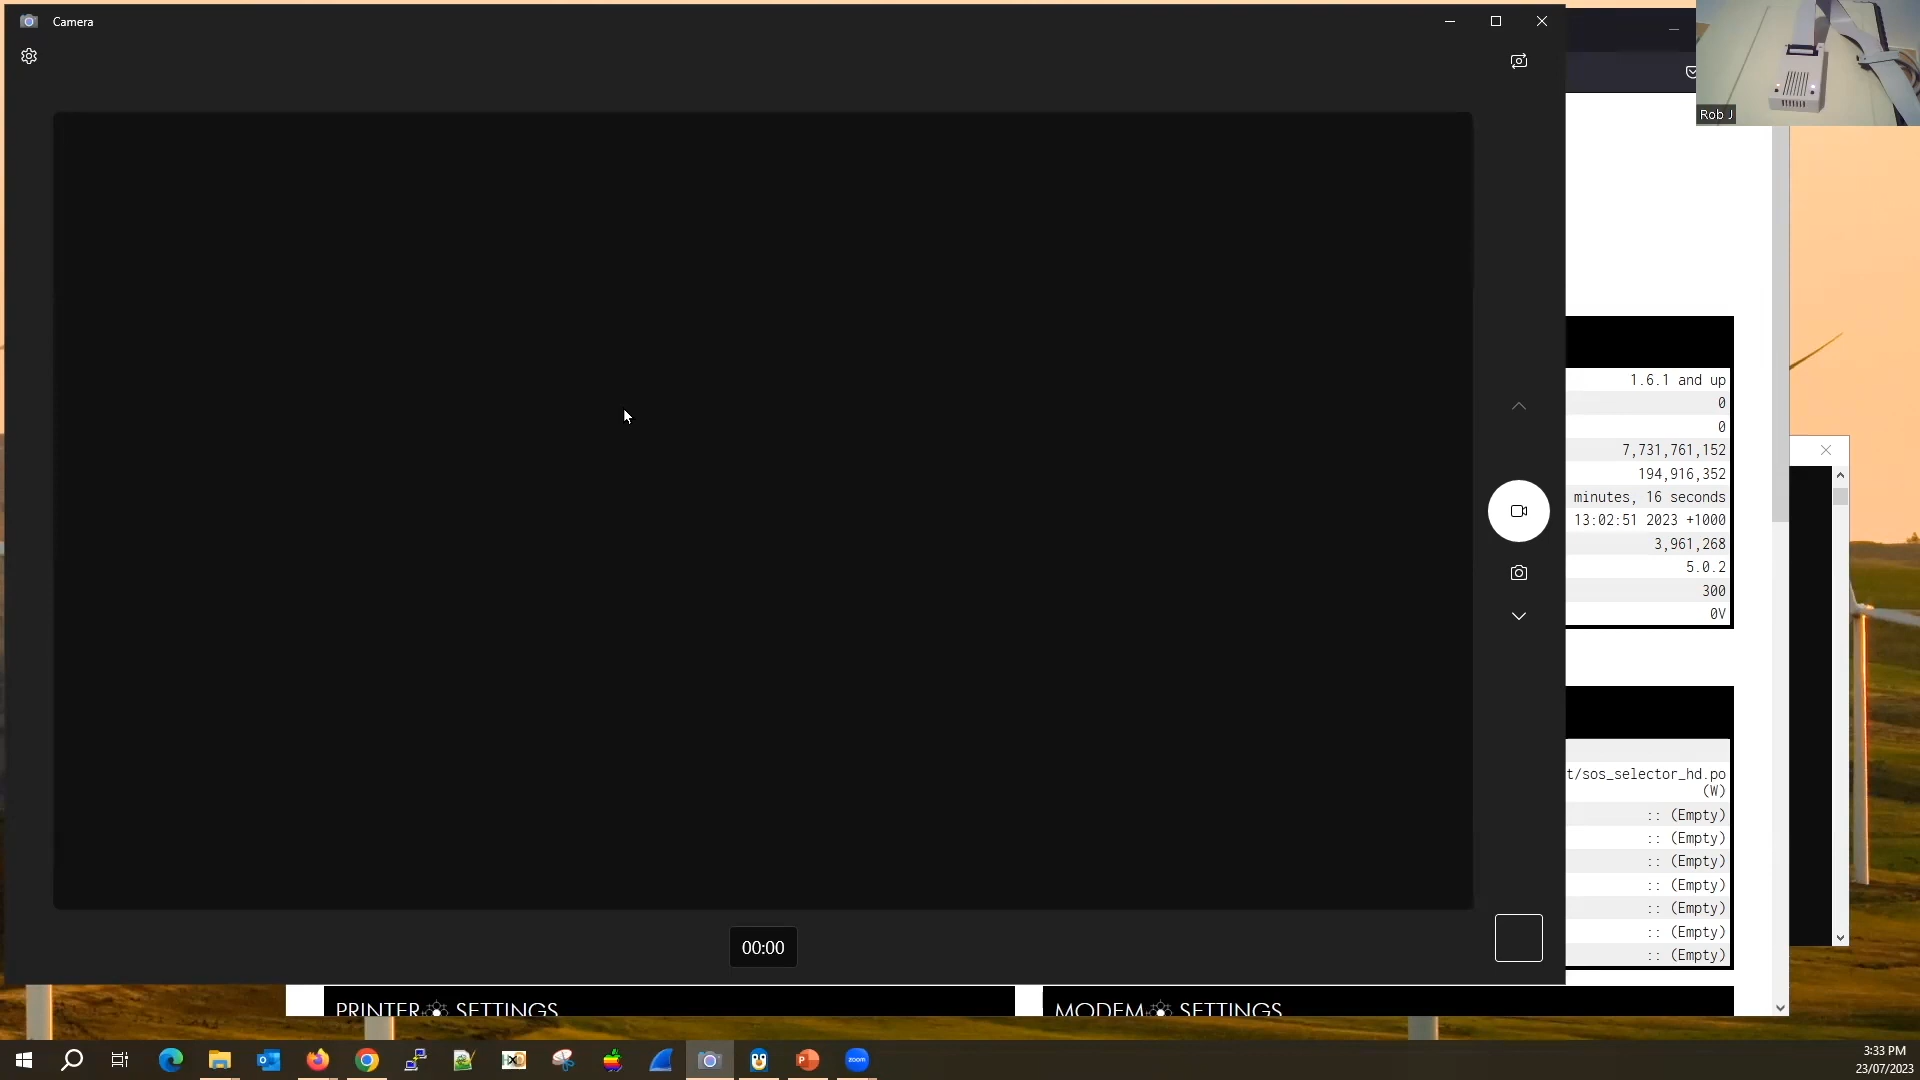 Camera
Rob J
1.6.1 and up
0
0
7,731,761,152
194,916,352
minutes, 16 seconds
13:02:51 2023 +1000
3,961,268
5.0.2
300
0V
t/sos_selector_hd.po
(W)
:: (Empty)
:: (Empty)
:: (Empty)
:: (Empty)
:: (Empty)
:: (Empty)
:: (Empty)
00:00
PRINTER SETTINGS
MODEM SETTINGS
zoom
3:33 PM
23/07/2023